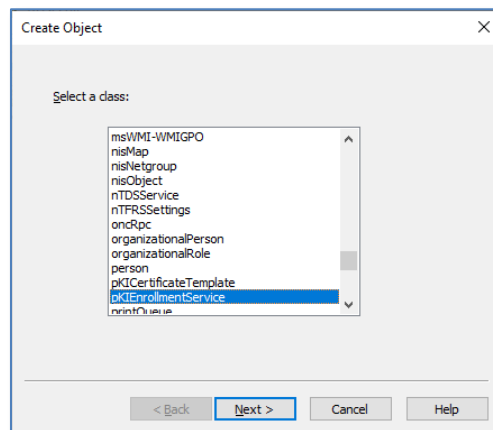 Create Object
Select a class:
msWMI-WMIGPO
nisMap
nisNetgroup
nisObject
nTDSService
nTFRSSettings
oncRpc
organizationalPerson
organizationalRole
person
pKICertificateTemplate
pKIEnrollmentService
printQueue
< Back
Next >
Cancel
Help